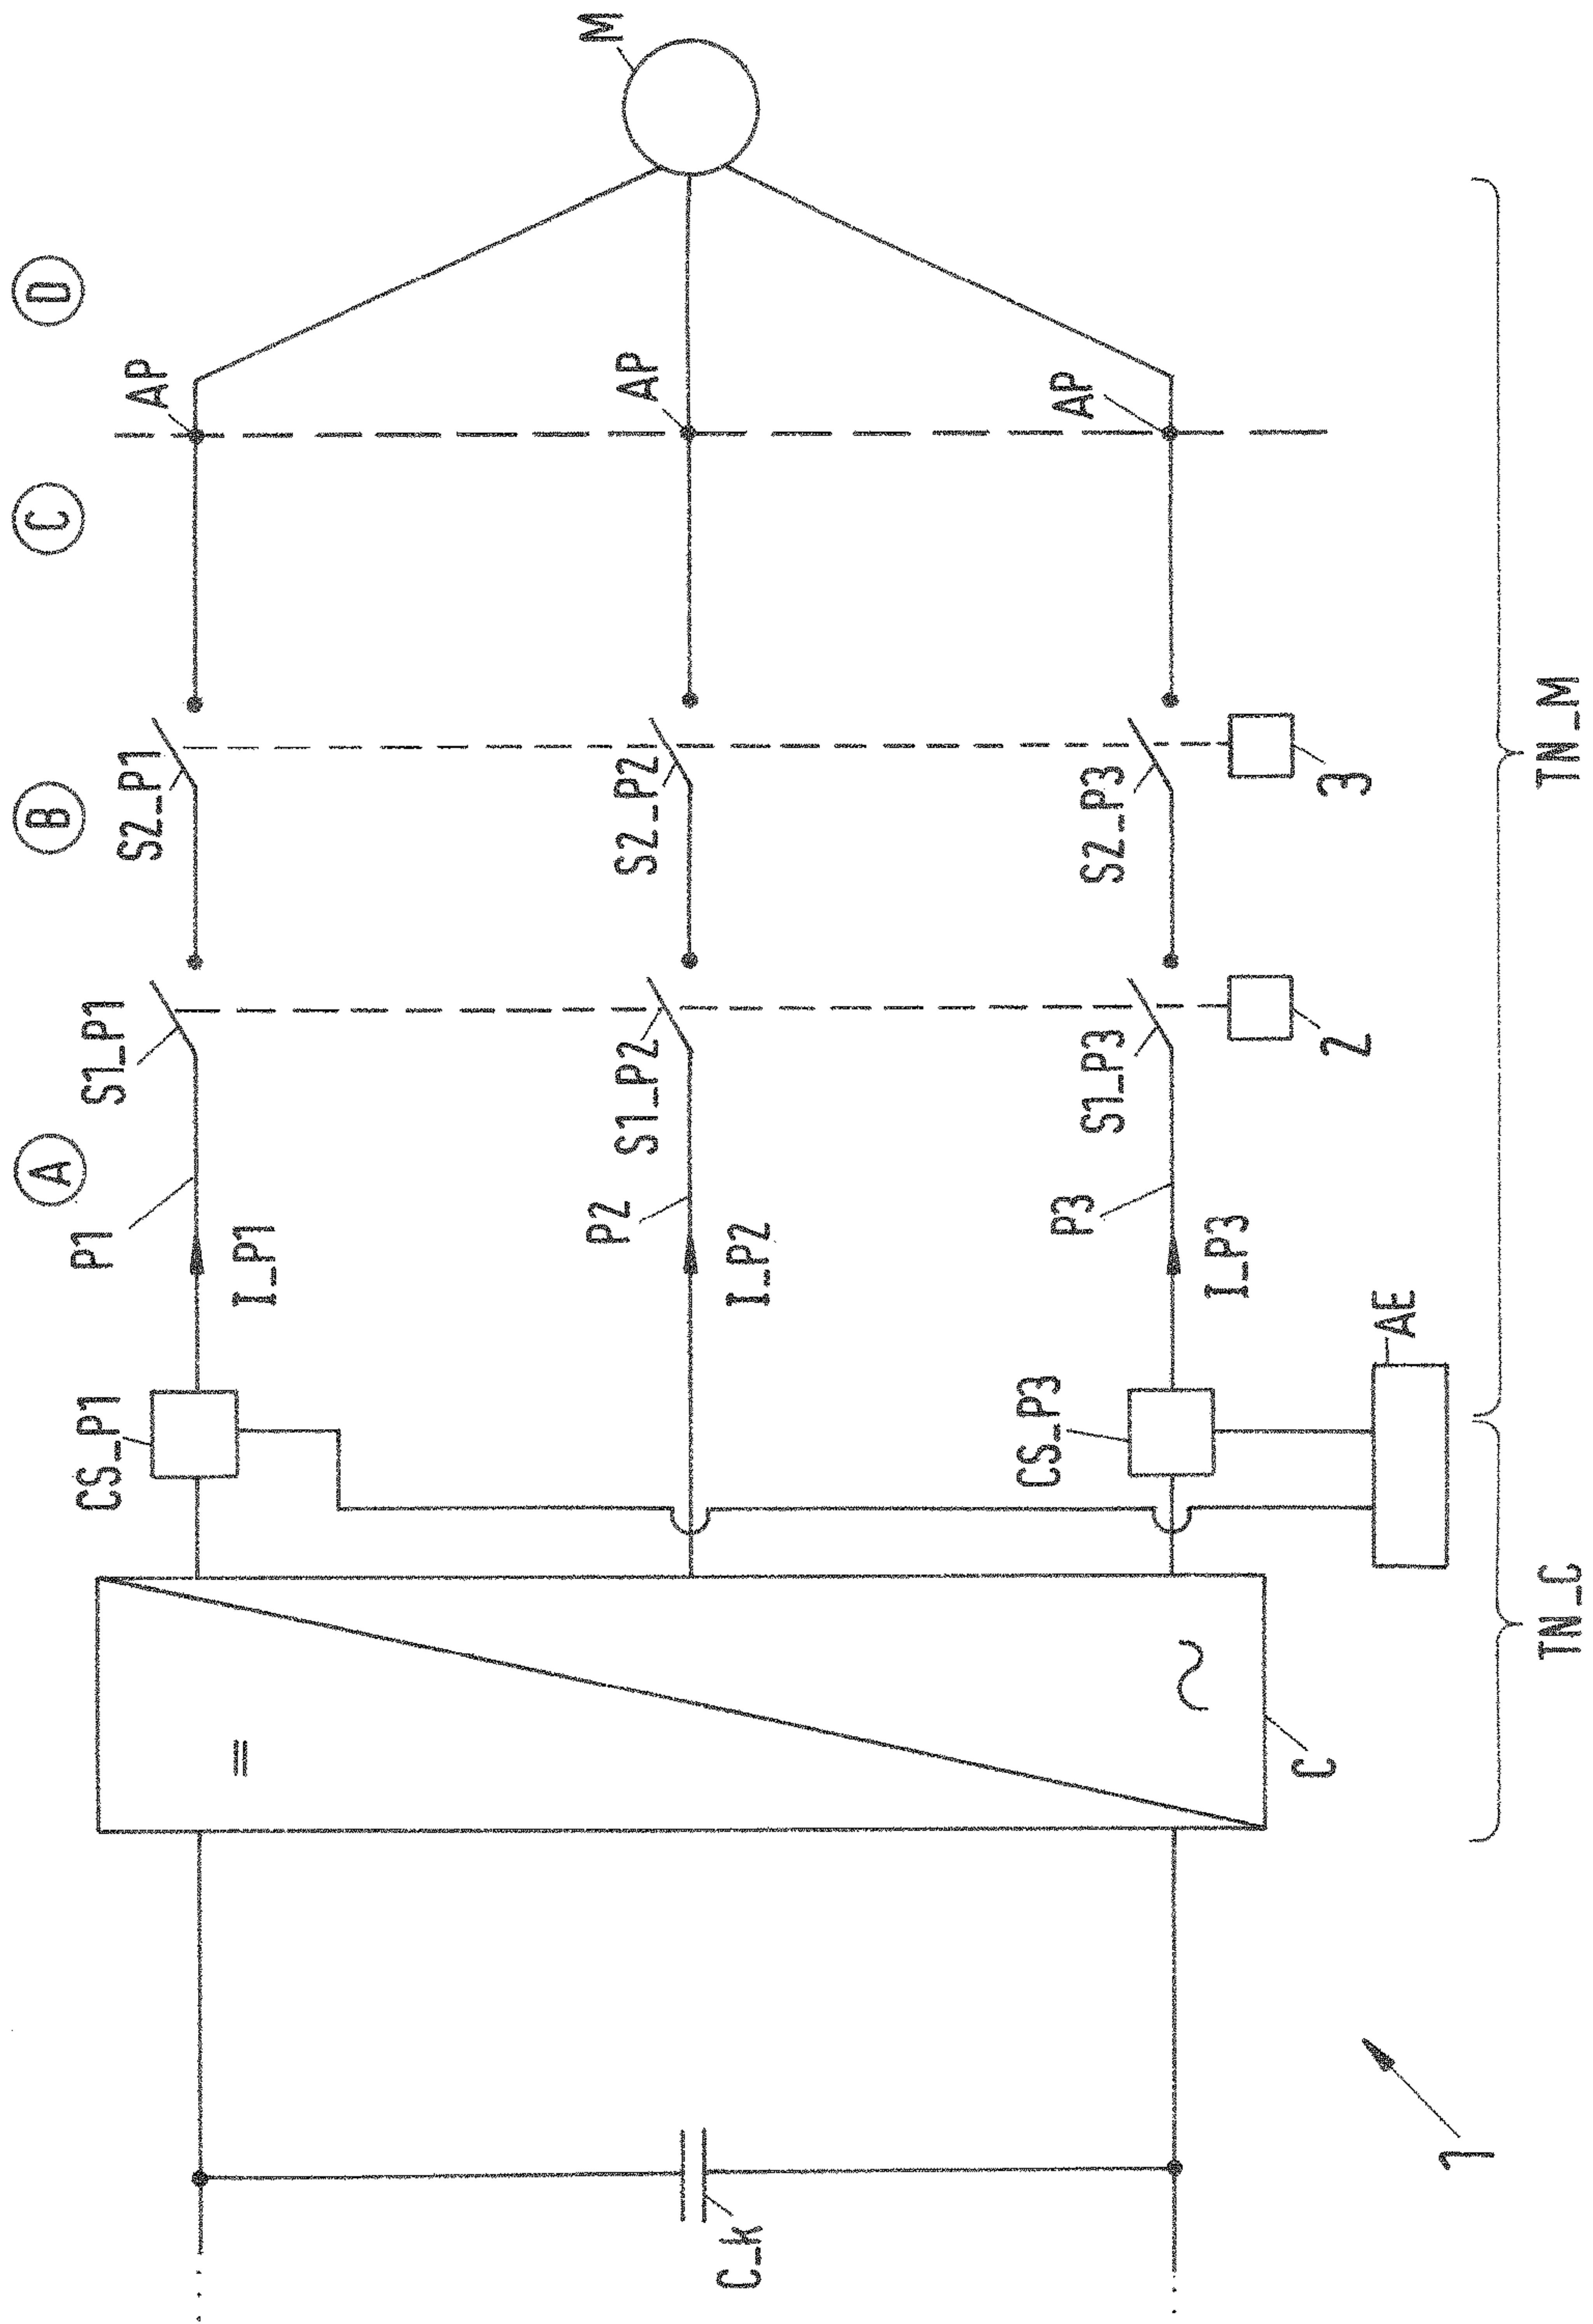 A
B
C
D
P1
S1_P1
S2_P1
AP
M
CS_P1
I_P1
P2
S1_P2
S2_P2
AP
I_P2
=
C_k
P3
S1_P3
S2_P3
AP
CS_P3
I_P3
~
C
AE
2
3
1
TN_C
TN_M